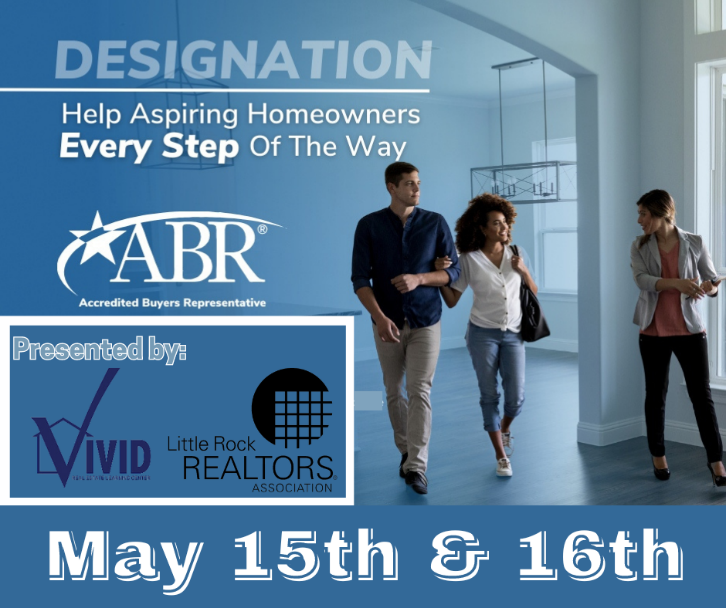 DESIGNATION
Help Aspiring Homeowners
Every Step Of The Way
ABR®
Accredited Buyers Representative
Presented by:
VIVID
Little Rock
REALTORS®
ASSOCIATION
May 15th & 16th